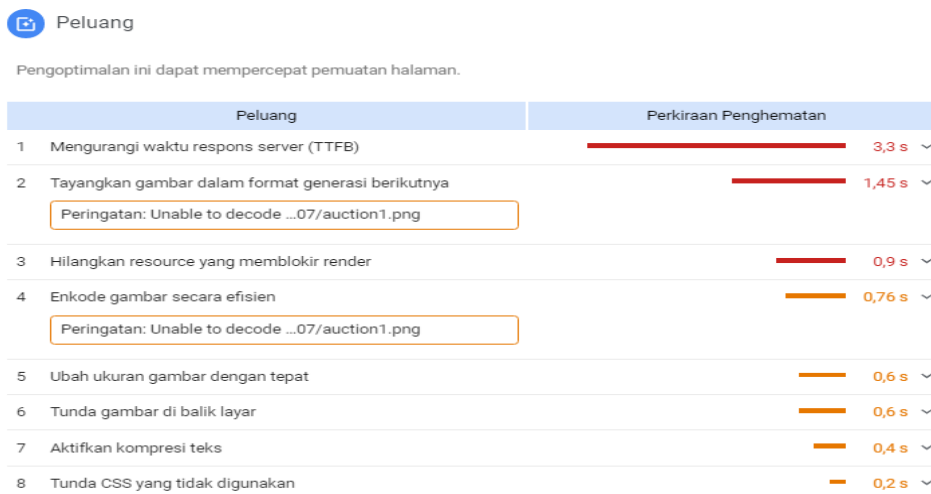 Peluang
Pengoptimalan ini dapat mempercepat pemuatan halaman.
Peluang Perkiraan Penghematan
1 Mengurangi waktu respons server (TTFB) 3,3 s
2 Tayangkan gambar dalam format generasi berikutnya 1,45 s
Peringatan: Unable to decode ...07/auction1.png
3 Hilangkan resource yang memblokir render 0,9 s
4 Enkode gambar secara efisien 0,76 s
Peringatan: Unable to decode ...07/auction1.png
5 Ubah ukuran gambar dengan tepat 0,6 s
6 Tunda gambar di balik layar 0,6 s
7 Aktifkan kompresi teks 0,4 s
8 Tunda CSS yang tidak digunakan 0,2 s